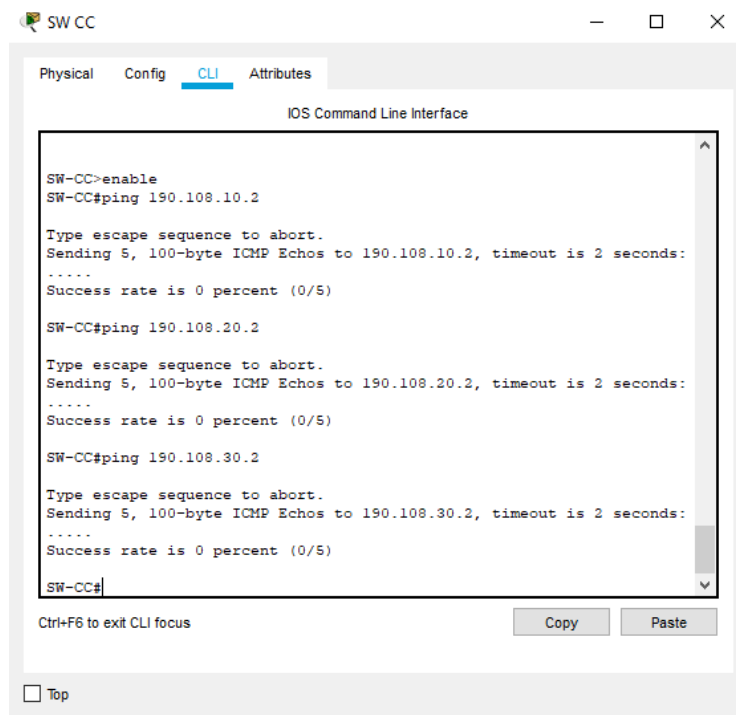 SW CC
Physical Config CLI Attributes
IOS Command Line Interface
SW-CC>enable
SW-CC#ping 190.108.10.2
Type escape sequence to abort.
Sending 5, 100-byte ICMP Echos to 190.108.10.2, timeout is 2 seconds:
.....
Success rate is 0 percent (0/5)
SW-CC#ping 190.108.20.2
Type escape sequence to abort.
Sending 5, 100-byte ICMP Echos to 190.108.20.2, timeout is 2 seconds:
.....
Success rate is 0 percent (0/5)
SW-CC#ping 190.108.30.2
Type escape sequence to abort.
Sending 5, 100-byte ICMP Echos to 190.108.30.2, timeout is 2 seconds:
.....
Success rate is 0 percent (0/5)
SW-CC#
Ctrl+F6 to exit CLI focus Copy Paste
Top